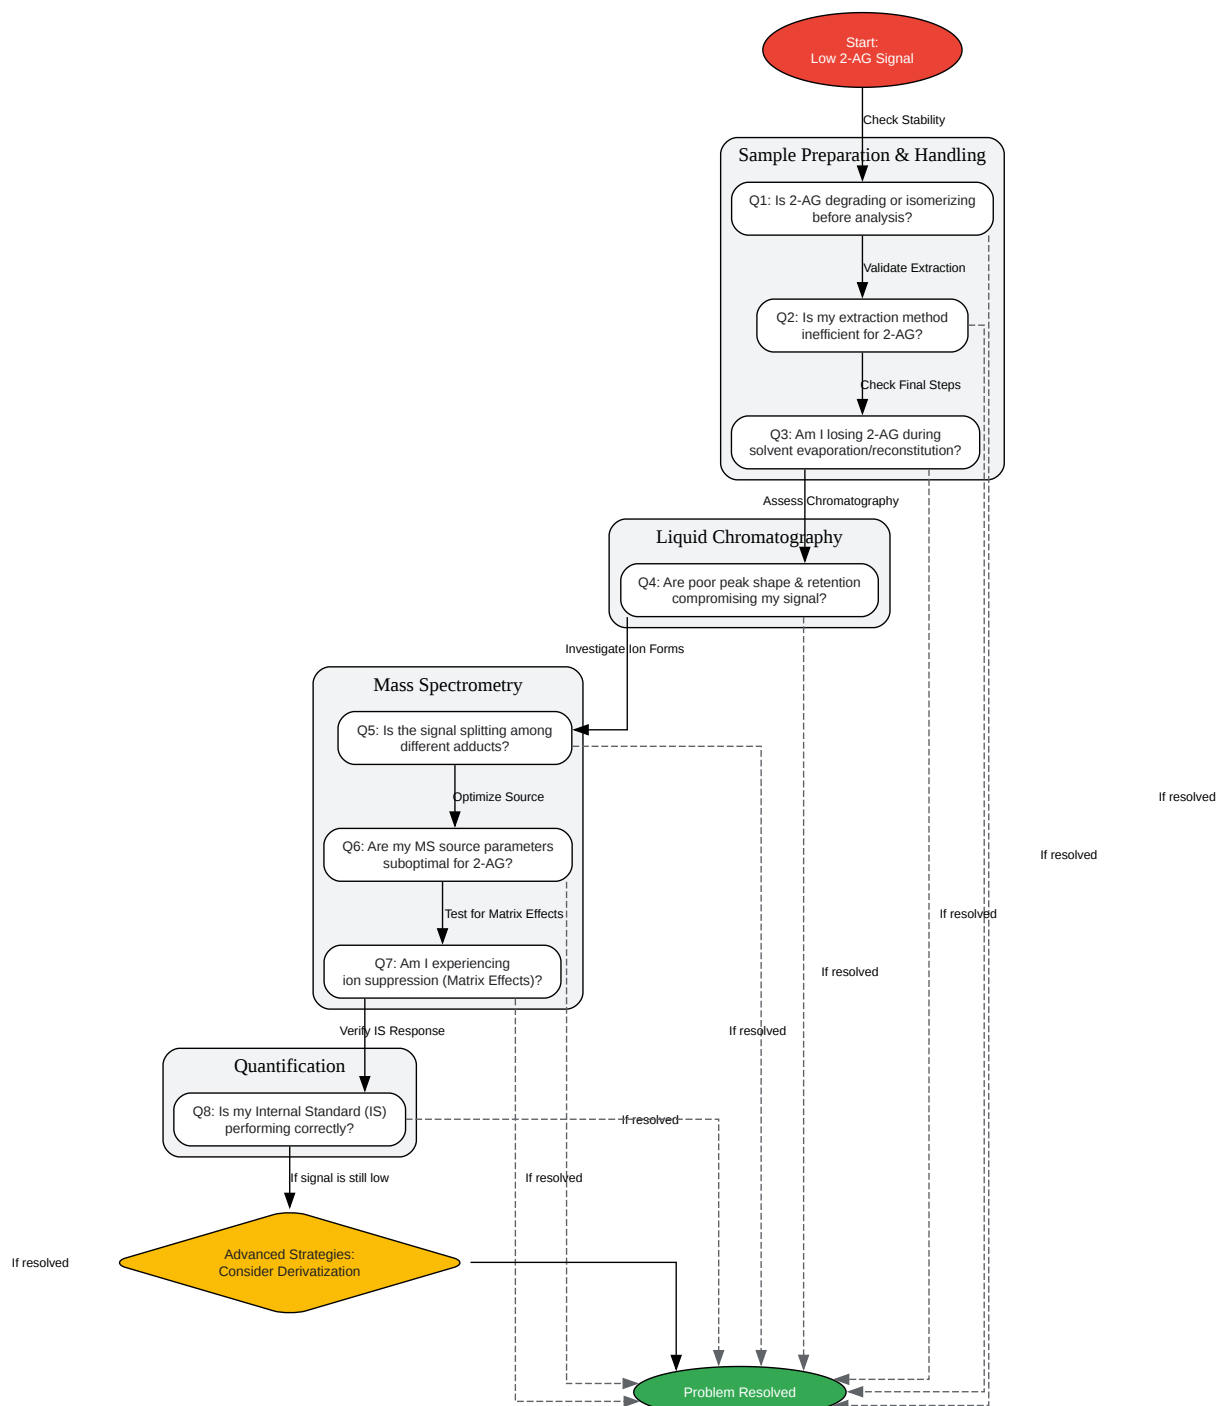 Start:
Low 2-AG Signal
Check Stability
Sample Preparation & Handling
Q1: Is 2-AG degrading or isomerizing
before analysis?
Validate Extraction
Q2: Is my extraction method
inefficient for 2-AG?
Check Final Steps
Q3: Am I losing 2-AG during
solvent evaporation/reconstitution?
Assess Chromatography
Liquid Chromatography
Q4: Are poor peak shape & retention
compromising my signal?
Investigate Ion Forms
Mass Spectrometry
Q5: Is the signal splitting among
different adducts?
Optimize Source
If resolved
Q6: Are my MS source parameters
suboptimal for 2-AG?
If resolved
Test for Matrix Effects
If resolved
Q7: Am I experiencing
ion suppression (Matrix Effects)?
If resolved
Verify IS Response
If resolved
Quantification
Q8: Is my Internal Standard (IS)
performing correctly?
If resolved
If signal is still low
If resolved
Advanced Strategies:
Consider Derivatization
If resolved
Problem Resolved